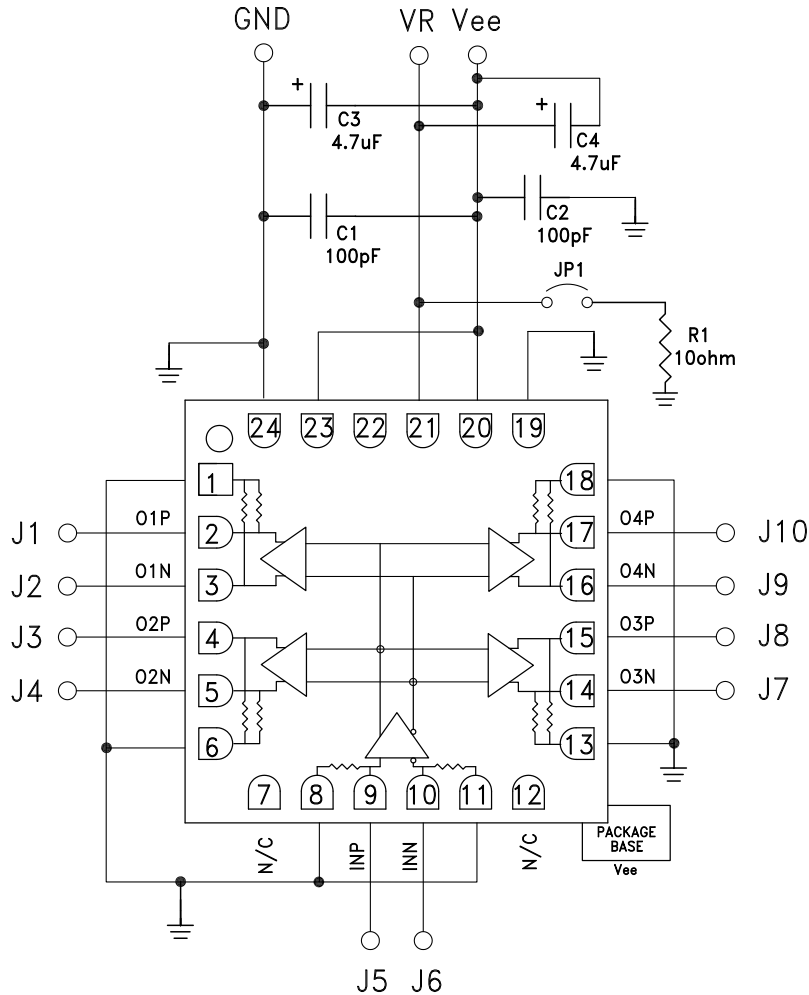 GND VR Vee
+
C3
4.7uF
+
C4
4.7uF
C1
100pF
C2
100pF
JP1
R1
10ohm
24 23 22 21 20 19
1 18
J1 O1P 2 17 O4P J10
J2 O1N 3 16 O4N J9
J3 O2P 4 15 O3P J8
J4 O2N 5 14 O3N J7
6 13
7 8 9 10 11 12
N/C INP INN N/C
PACKAGE
BASE
Vee
J5 J6